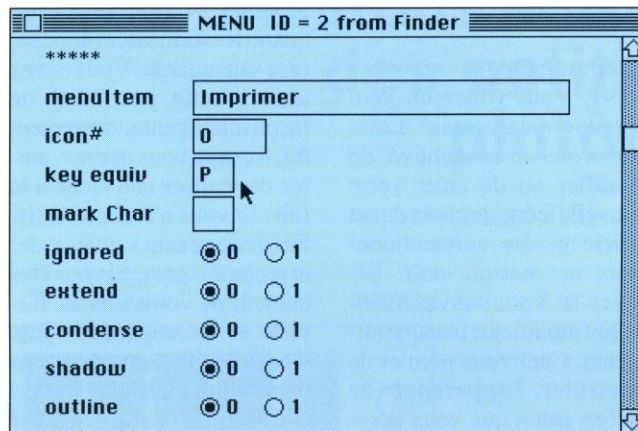 MENU ID = 2 from Finder
*****
menuItem Imprimer
icon# 0
key equiv P
mark Char
ignored 0 1
extend 0 1
condense 0 1
shadow 0 1
outline 0 1